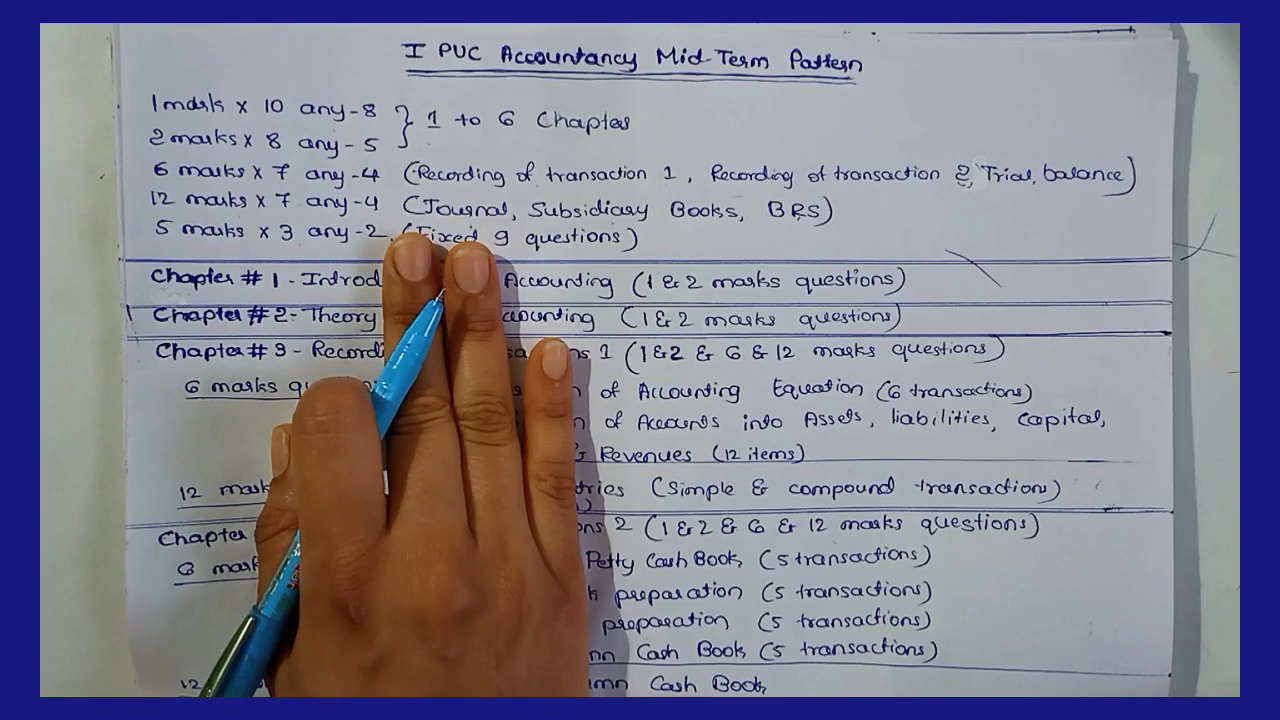 I PUC Accountancy Mid-Term Pattern
1 mark x 10 any-8 } 1 to 6 Chapter
2 marks x 8 any-5
6 marks x 7 any-4 (Recording of transaction 1, Recording of transaction 2, Trial balance)
12 marks x 7 any-4 (Journal, Subsidiary Books, BRS)
5 marks x 3 any-2 (Fixed 9 questions)
Chapter # 1 - Introd Accounting (1 & 2 marks questions)
Chapter # 2 - Theory counting (1 & 2 marks questions)
Chapter # 3 - Recordi ns 1 (1 & 2 & 6 & 12 marks questions)
6 marks of Accounting Equation (6 transactions)
of Accounts into Assets, liabilities, capital,
& Revenues (12 items)
12 mark tries (Simple & compound transaction)
Chapter ons 2 (1 & 2 & 6 & 12 marks questions)
6 mark Petty Cash Book (5 transactions)
preparation (5 transactions)
preparation (5 transactions)
mn Cash Book (5 transactions)
12 umn Cash Book